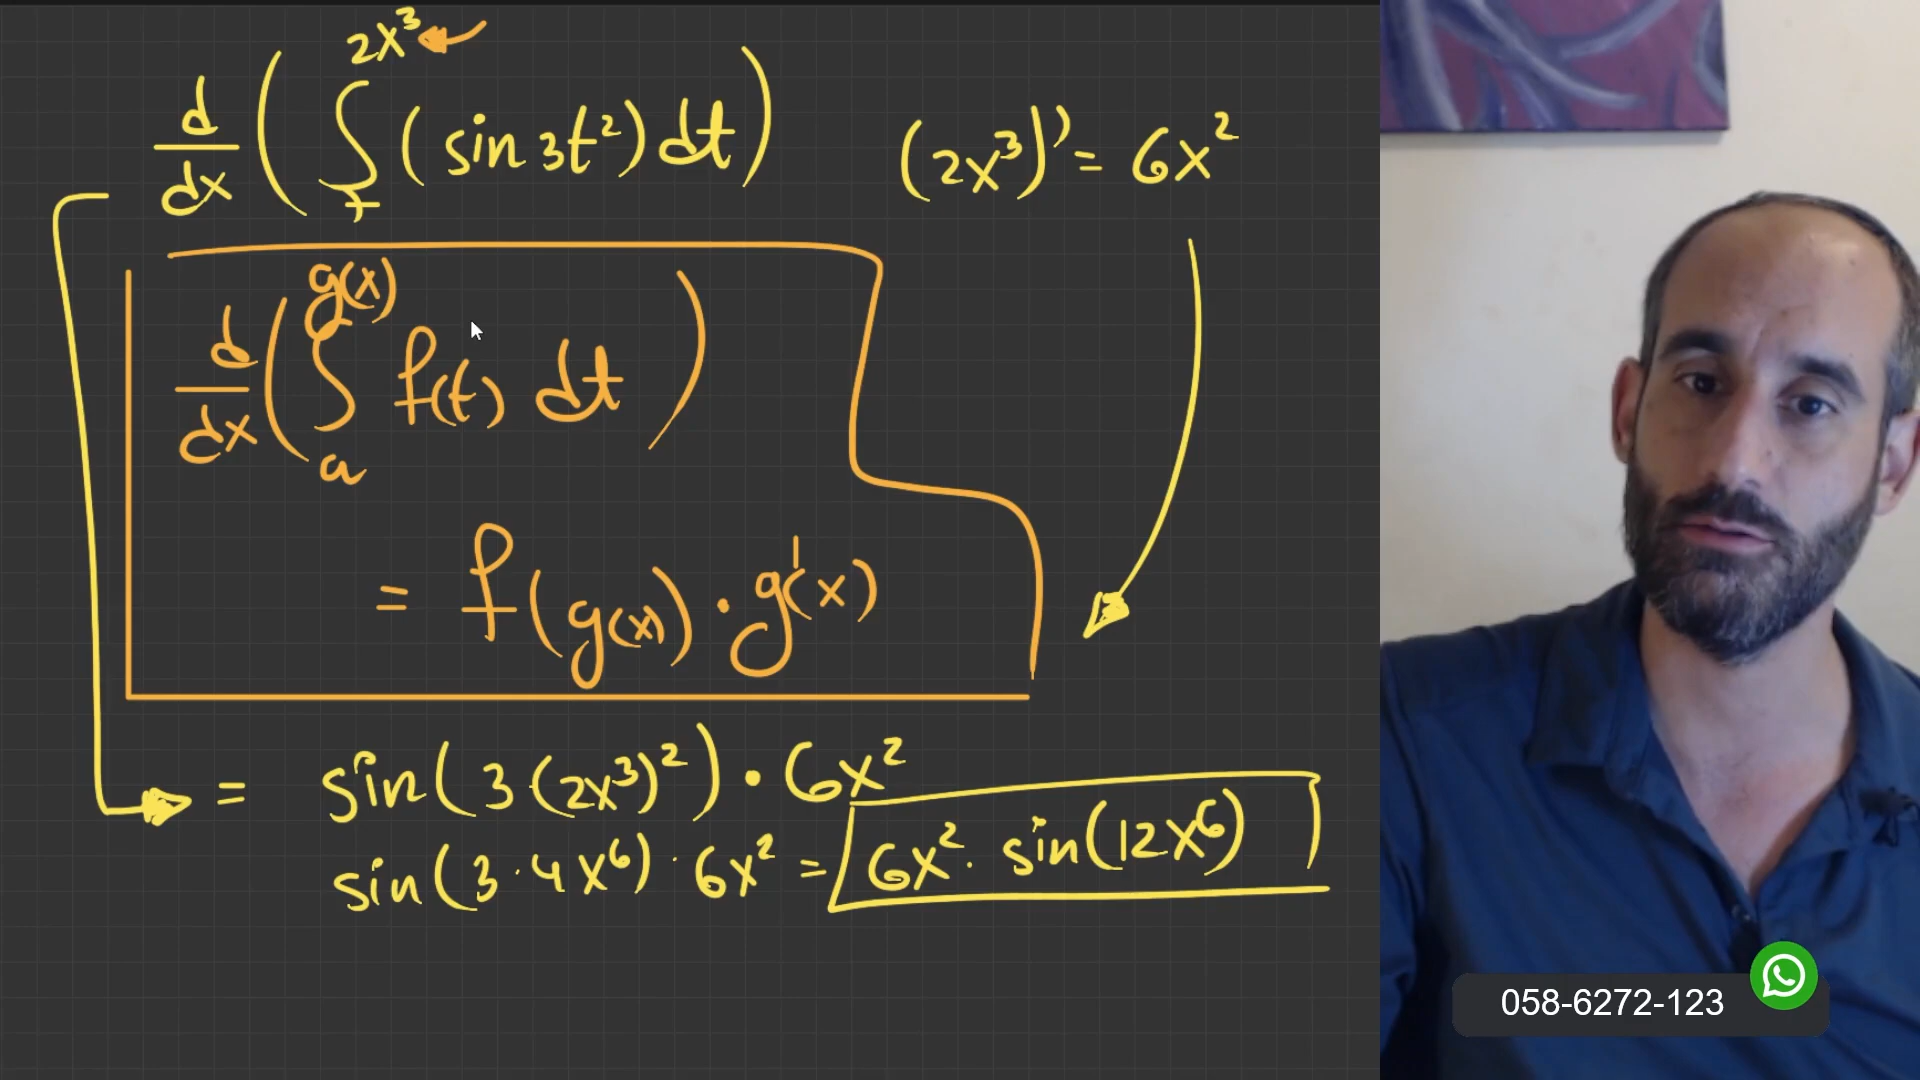 d/dx ( ∫₇^(2x³) (sin 3t²) dt )
(2x³)' = 6x²
d/dx ( ∫ₐ^(g(x)) f(t) dt )
= f(g(x)) · g'(x)
= sin(3(2x³)²) · 6x²
sin(3·4x⁶) · 6x² = 6x² · sin(12x⁶)
058-6272-123